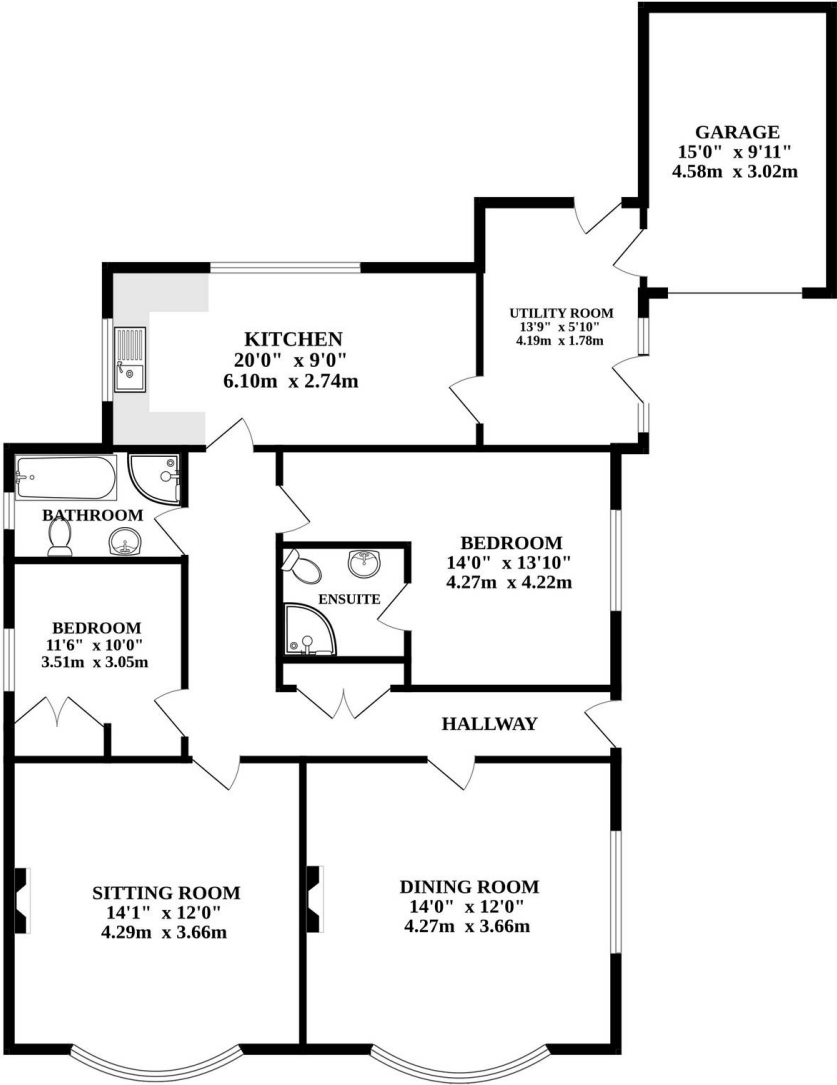 GARAGE
15'0" x 9'11"
4.58m x 3.02m
UTILITY ROOM
13'9" x 5'10"
4.19m x 1.78m
KITCHEN
20'0" x 9'0"
6.10m x 2.74m
BATHROOM
BEDROOM
14'0" x 13'10"
4.27m x 4.22m
ENSUITE
BEDROOM
11'6" x 10'0"
3.51m x 3.05m
HALLWAY
SITTING ROOM
14'1" x 12'0"
4.29m x 3.66m
DINING ROOM
14'0" x 12'0"
4.27m x 3.66m